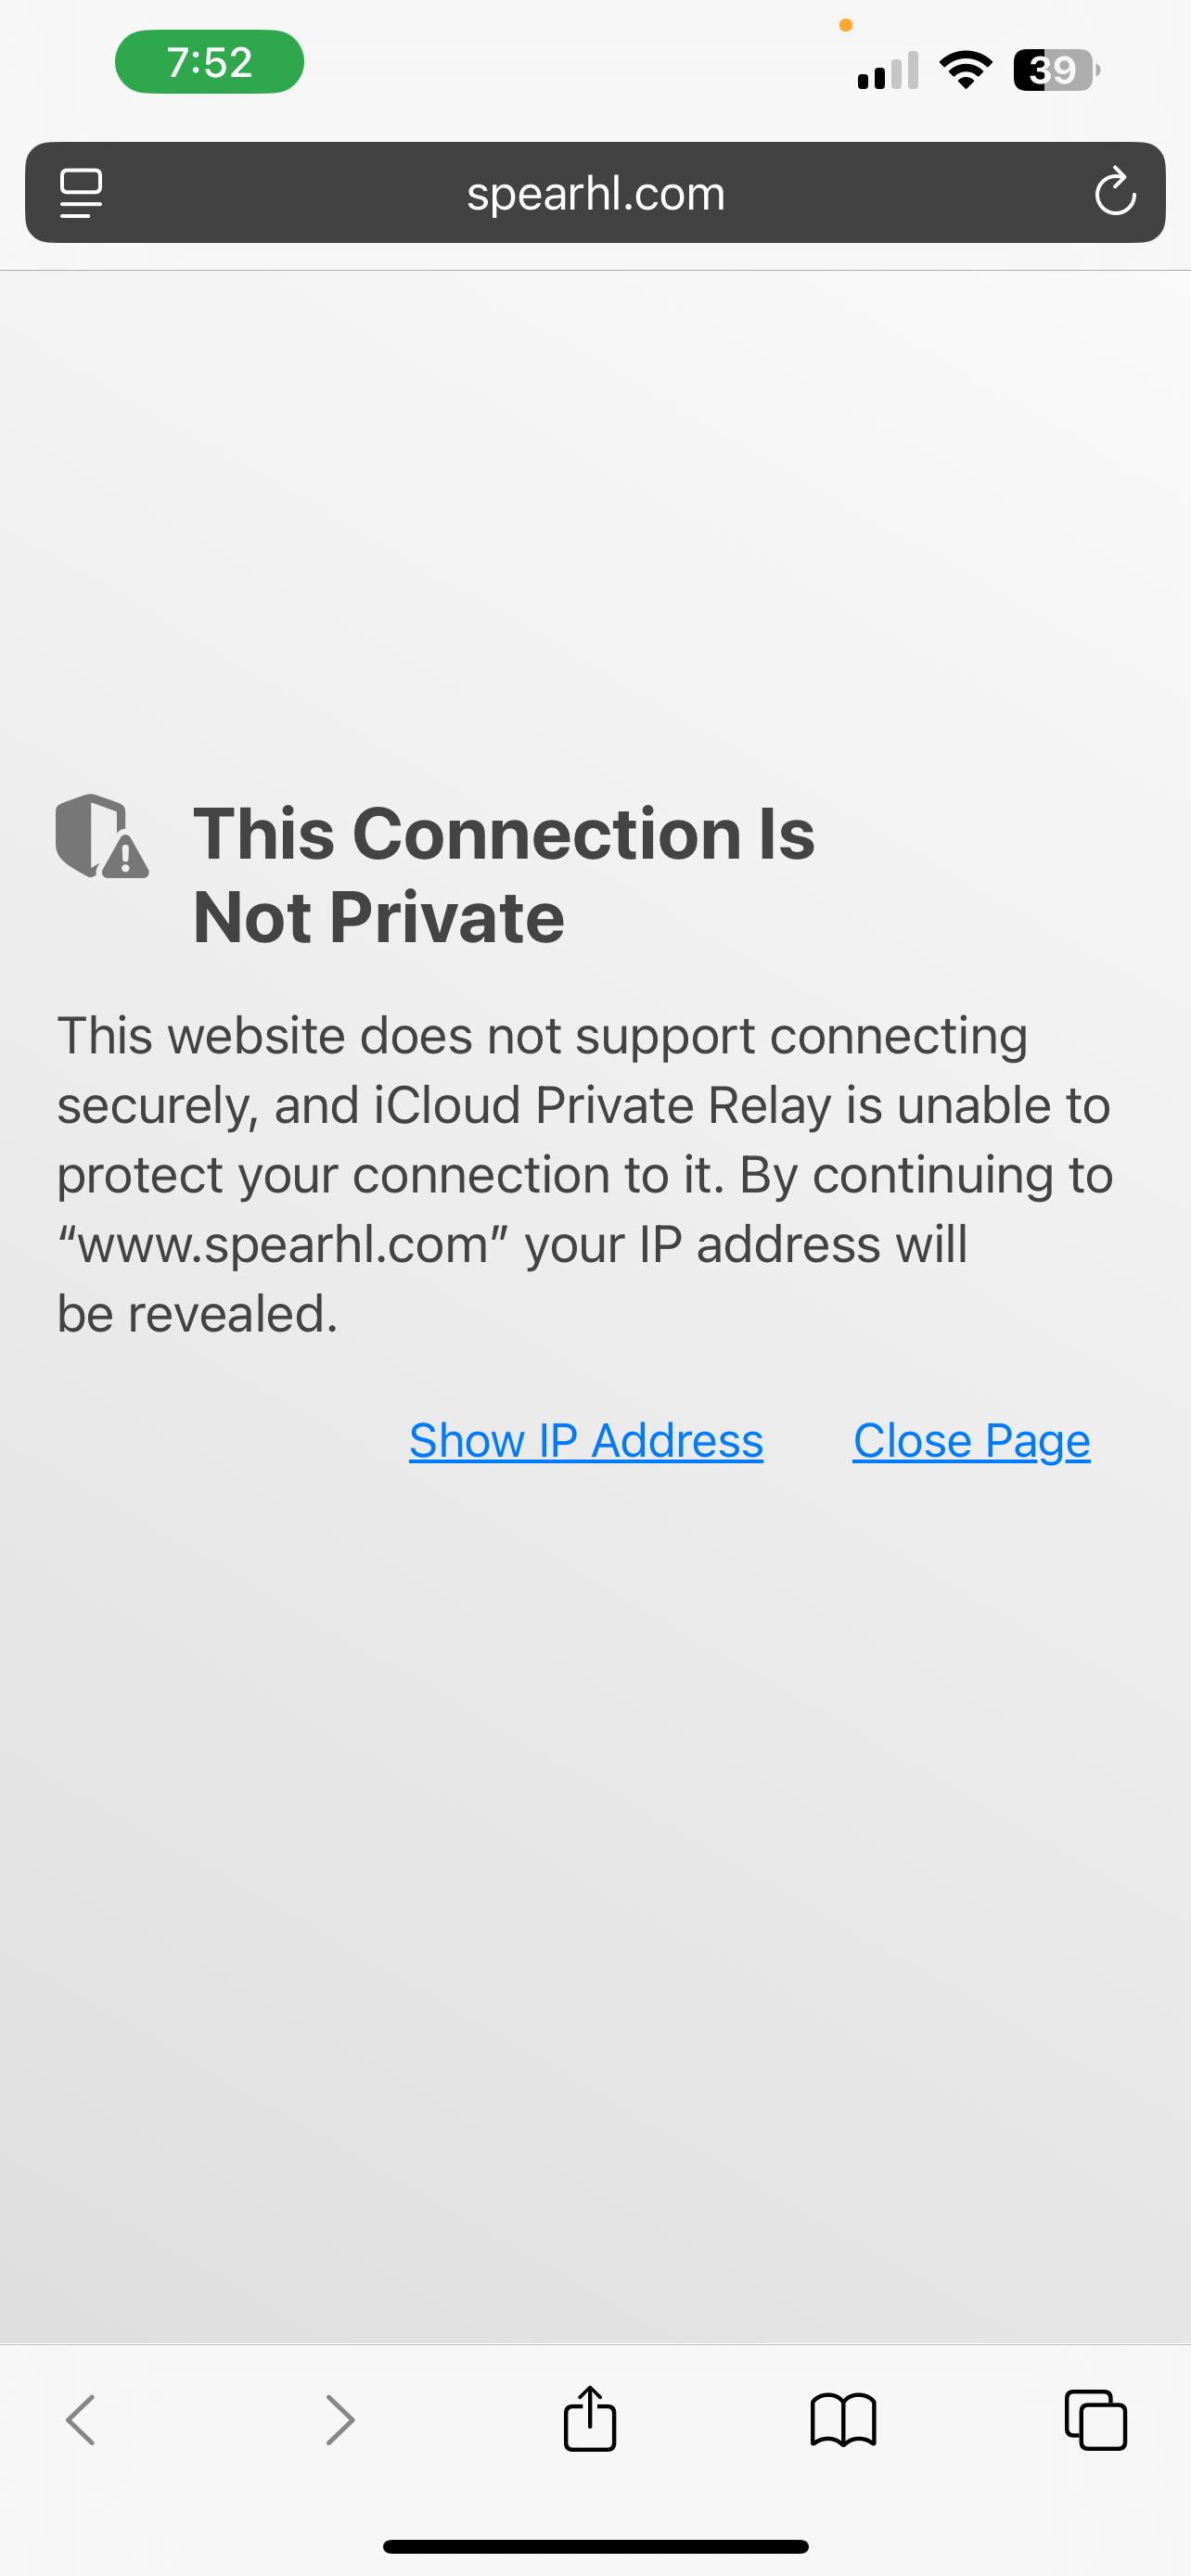 7:52
39
spearhl.com
This Connection Is
Not Private
This website does not support connecting
securely, and iCloud Private Relay is unable to
protect your connection to it. By continuing to
“www.spearhl.com” your IP address will
be revealed.
Show IP Address Close Page